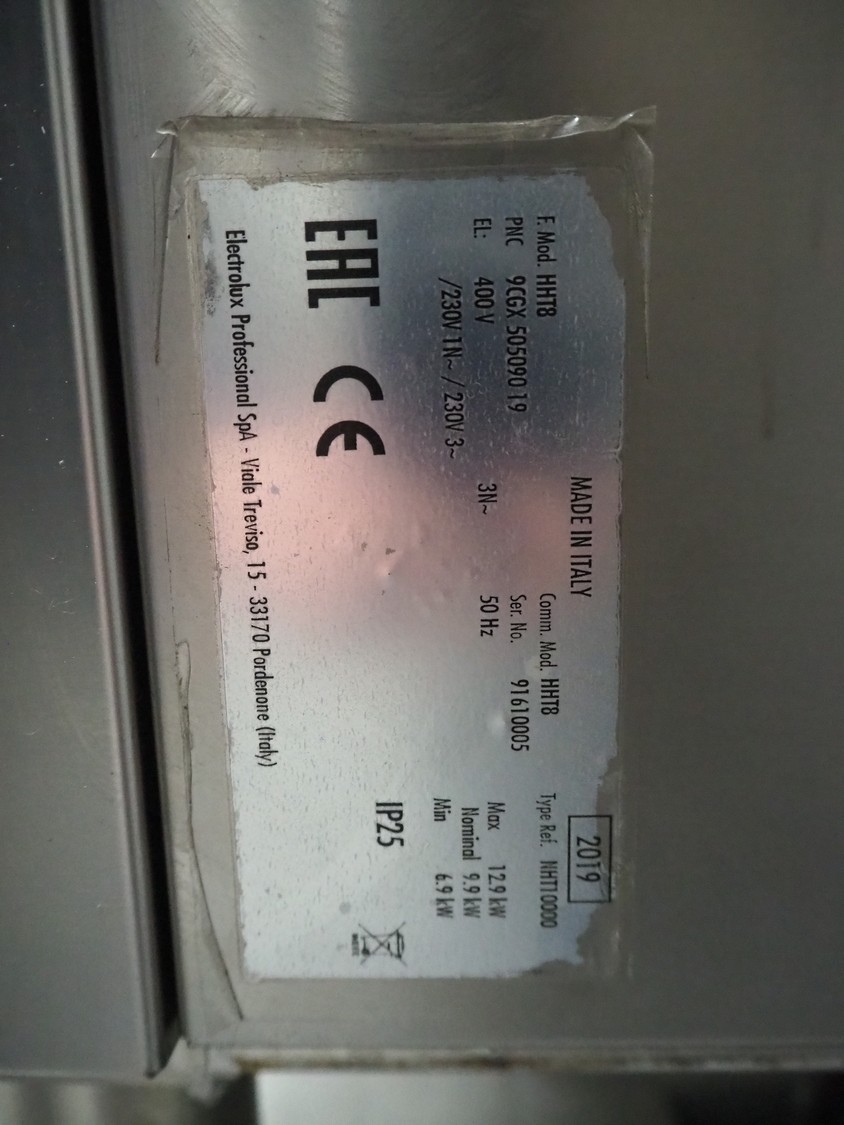 MADE IN ITALY 2019
F. Mod. HHT8 Comm. Mod. HHT8 Type Ref. NHT10000
PNC 9CGX 505090 19 Ser. No. 91610005
EL: 400 V 3N~ 50 Hz Max 12.9 kW
Nominal 9.9 kW
/230V 1N~ / 230V 3~ Min 6.9 kW
EAC CE IP25
Electrolux Professional SpA - Viale Treviso, 15 - 33170 Pordenone (Italy)